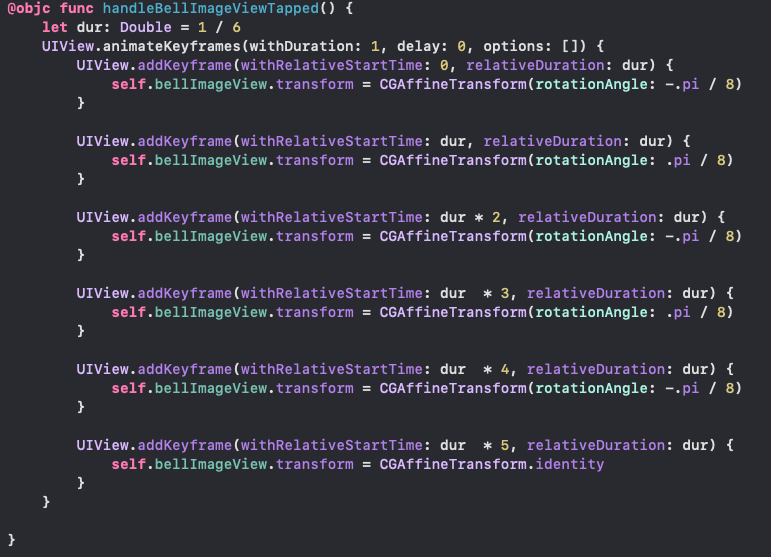 @objc func handleBellImageViewTapped() {
    let dur: Double = 1 / 6
    UIView.animateKeyframes(withDuration: 1, delay: 0, options: []) {
        UIView.addKeyframe(withRelativeStartTime: 0, relativeDuration: dur) {
            self.bellImageView.transform = CGAffineTransform(rotationAngle: -.pi / 8)
        }

        UIView.addKeyframe(withRelativeStartTime: dur, relativeDuration: dur) {
            self.bellImageView.transform = CGAffineTransform(rotationAngle: .pi / 8)
        }

        UIView.addKeyframe(withRelativeStartTime: dur * 2, relativeDuration: dur) {
            self.bellImageView.transform = CGAffineTransform(rotationAngle: -.pi / 8)
        }

        UIView.addKeyframe(withRelativeStartTime: dur  * 3, relativeDuration: dur) {
            self.bellImageView.transform = CGAffineTransform(rotationAngle: .pi / 8)
        }

        UIView.addKeyframe(withRelativeStartTime: dur  * 4, relativeDuration: dur) {
            self.bellImageView.transform = CGAffineTransform(rotationAngle: -.pi / 8)
        }

        UIView.addKeyframe(withRelativeStartTime: dur  * 5, relativeDuration: dur) {
            self.bellImageView.transform = CGAffineTransform.identity
        }
    }

}